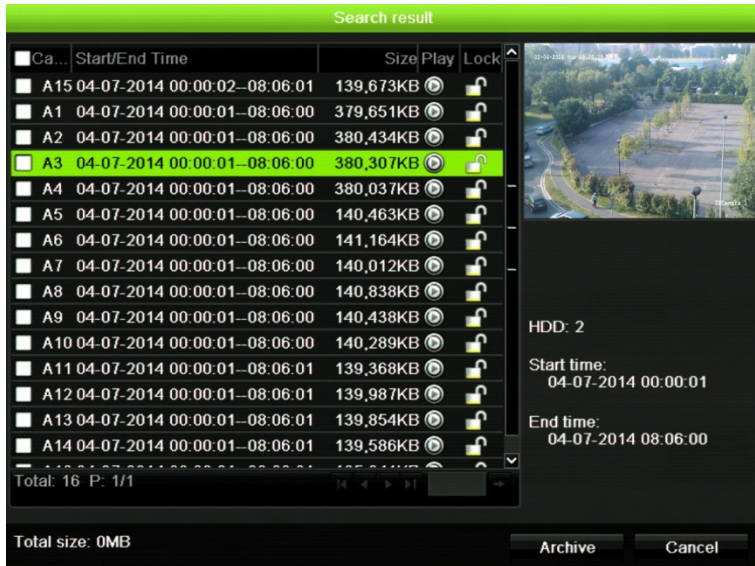 Search result
Ca... Start/End Time Size Play Lock
A15 04-07-2014 00:00:02--08:06:01 139,673KB
A1 04-07-2014 00:00:01--08:06:00 379,651KB
A2 04-07-2014 00:00:01--08:06:00 380,434KB
A3 04-07-2014 00:00:01--08:06:00 380,307KB
A4 04-07-2014 00:00:01--08:06:00 380,037KB
A5 04-07-2014 00:00:01--08:06:00 140,463KB
A6 04-07-2014 00:00:01--08:06:00 141,164KB
A7 04-07-2014 00:00:01--08:06:00 140,012KB
A8 04-07-2014 00:00:01--08:06:00 140,838KB
A9 04-07-2014 00:00:01--08:06:00 140,438KB
A10 04-07-2014 00:00:01--08:06:00 140,289KB
A11 04-07-2014 00:00:01--08:06:01 139,368KB
A12 04-07-2014 00:00:01--08:06:01 139,987KB
A13 04-07-2014 00:00:01--08:06:01 139,854KB
A14 04-07-2014 00:00:01--08:06:01 139,586KB
Total: 16 P: 1/1
Total size: 0MB
HDD: 2
Start time:
04-07-2014 00:00:01
End time:
04-07-2014 08:06:00
Archive
Cancel